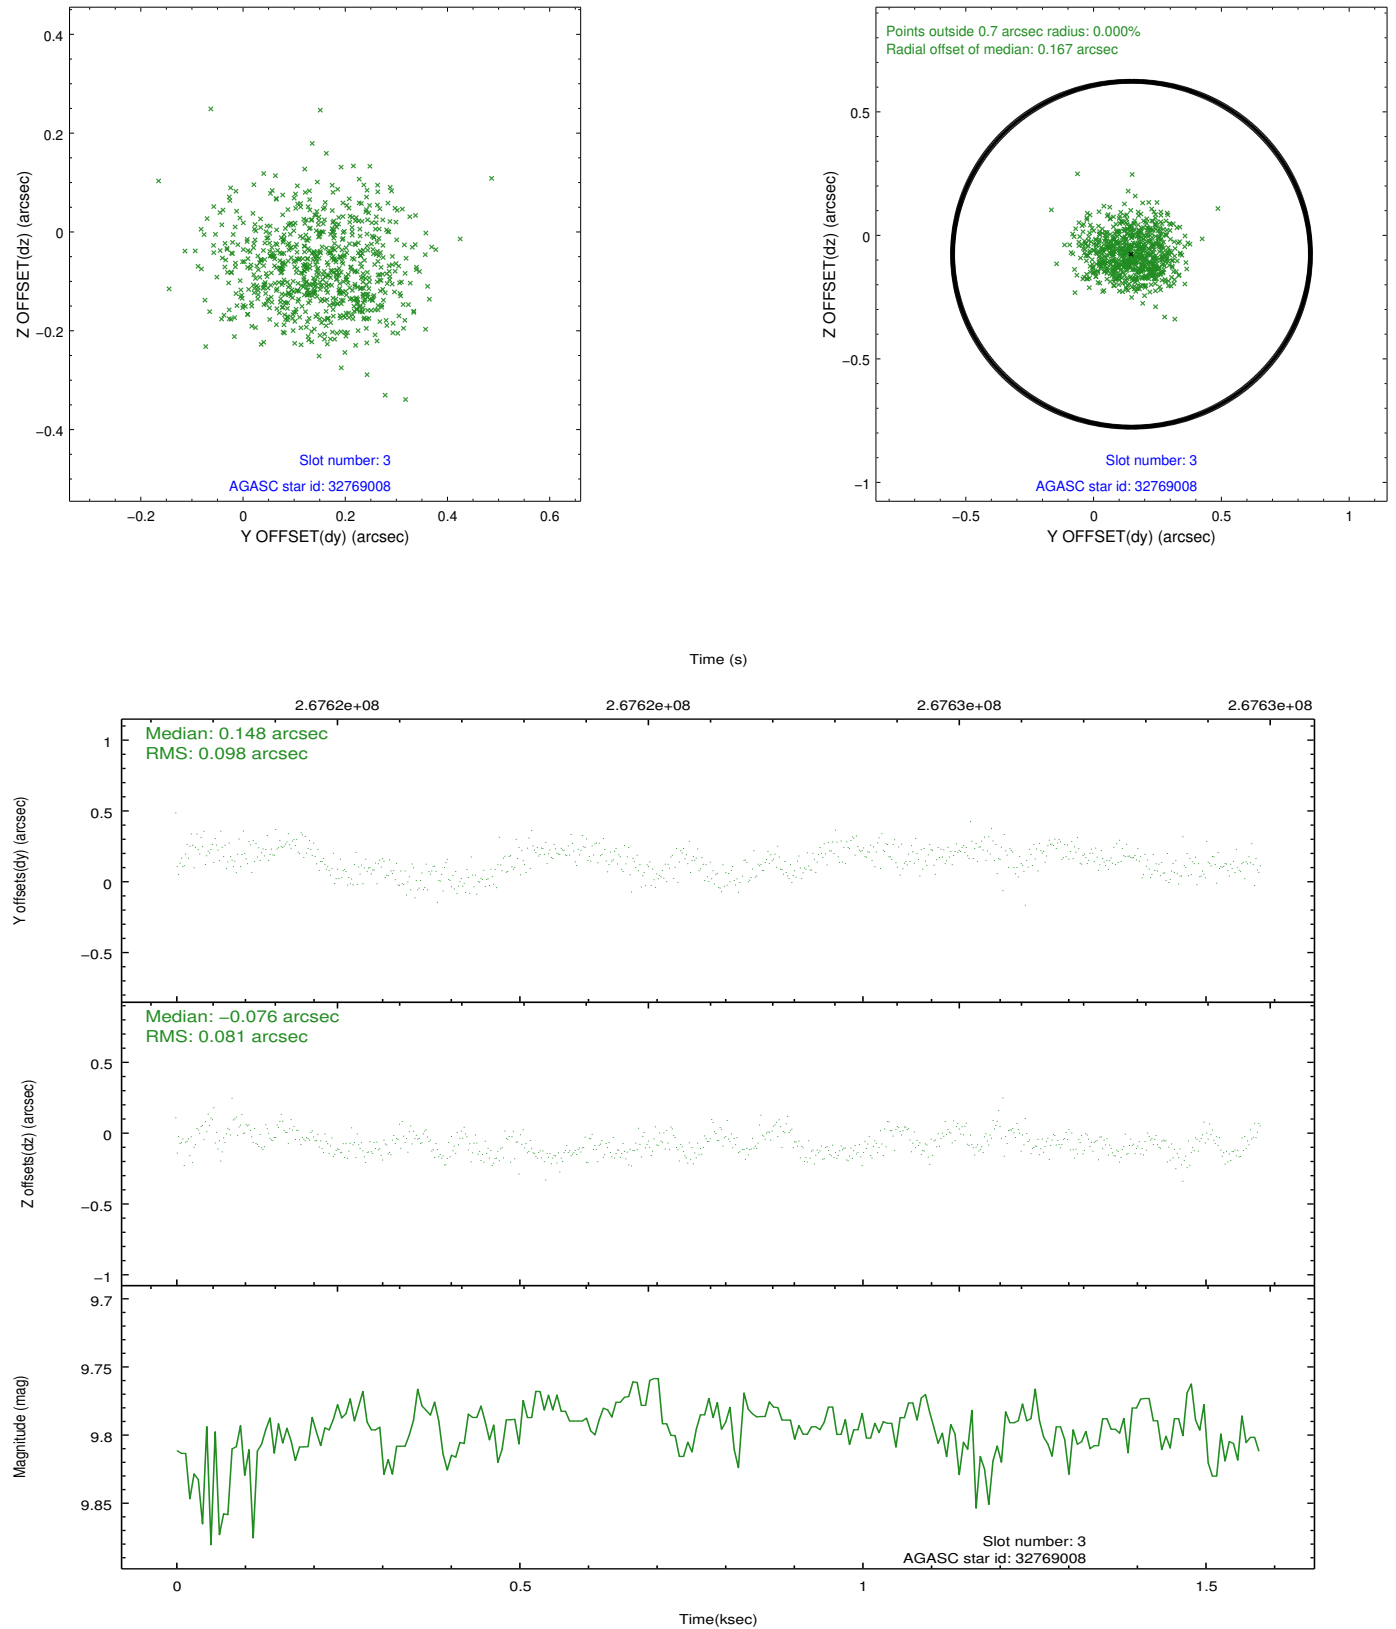 0.4
0.2
0
−0.2
−0.4
Z OFFSET(dz) (arcsec)
Slot number: 3
AGASC star id: 32769008
−0.2 0 0.2 0.4 0.6
Y OFFSET(dy) (arcsec)
Points outside 0.7 arcsec radius: 0.000%
Radial offset of median: 0.167 arcsec
0.5
0
−0.5
−1
Z OFFSET(dz) (arcsec)
Slot number: 3
AGASC star id: 32769008
−0.5 0 0.5 1
Y OFFSET(dy) (arcsec)
Time (s)
2.6762e+08 2.6762e+08 2.6763e+08 2.6763e+08
Median: 0.148 arcsec
RMS: 0.098 arcsec
1
0.5
0
−0.5
Y offsets(dy) (arcsec)
Median: −0.076 arcsec
RMS: 0.081 arcsec
0.5
0
−0.5
−1
Z offsets(dz) (arcsec)
9.7
9.75
9.8
9.85
Magnitude (mag)
Slot number: 3
AGASC star id: 32769008
0 0.5 1 1.5
Time(ksec)